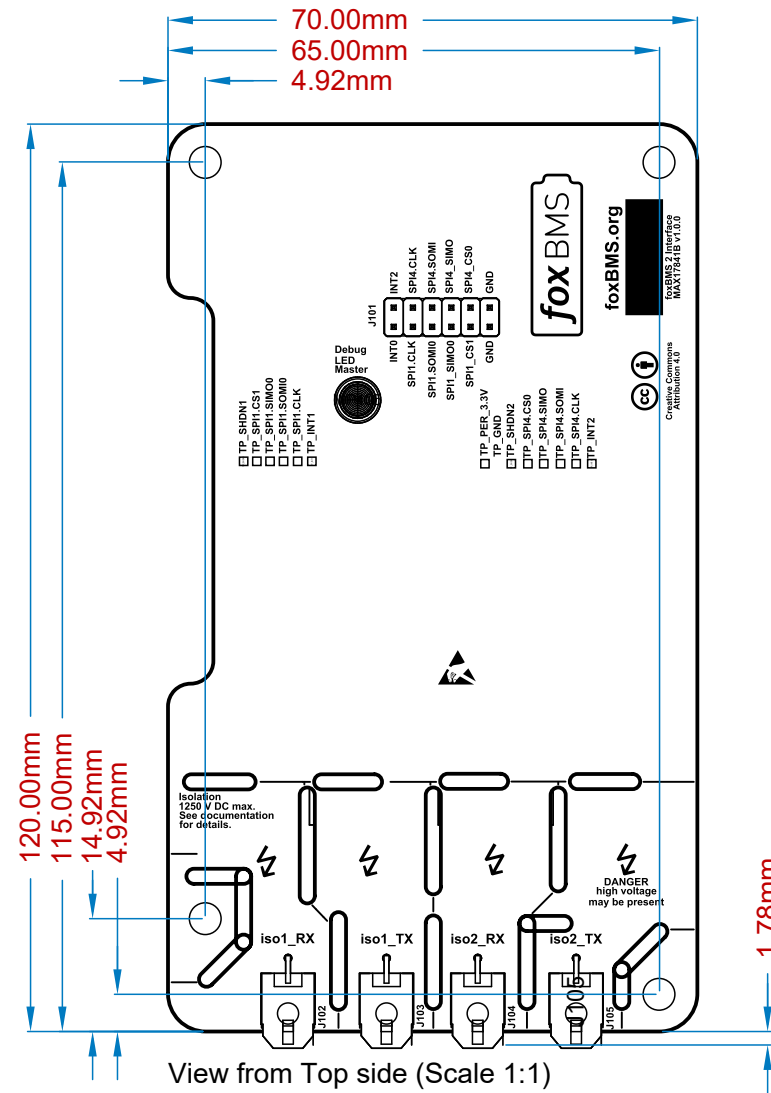 70.00mm
65.00mm
4.92mm
120.00mm
115.00mm
14.92mm
4.92mm
1.78mm
fox BMS
foxBMS.org
foxBMS 2 Interface
MAX17841B v1.0.0
cc
Creative Commons
Attribution 4.0
J101
INT2
SPI4.CLK
SPI4.SOMI
SPI4_SIMO
SPI4_CS0
GND
INT0
SPI1.CLK
SPI1.SOMI0
SPI1_SIMO0
SPI1_CS1
GND
Debug
LED
Master
TP_SHDN1
TP_SPI1.CS1
TP_SPI1.SIMO0
TP_SPI1.SOMI0
TP_SPI1.CLK
TP_INT1
TP_PER_3.3V
TP_GND
TP_SHDN2
TP_SPI4.CS0
TP_SPI4.SIMO
TP_SPI4.SOMI
TP_SPI4.CLK
TP_INT2
Isolation
1250 V DC max.
See documentation
for details.
DANGER
high voltage
may be present
iso1_RX
iso1_TX
iso2_RX
iso2_TX
J102
J103
J104
J105
J105
View from Top side (Scale 1:1)